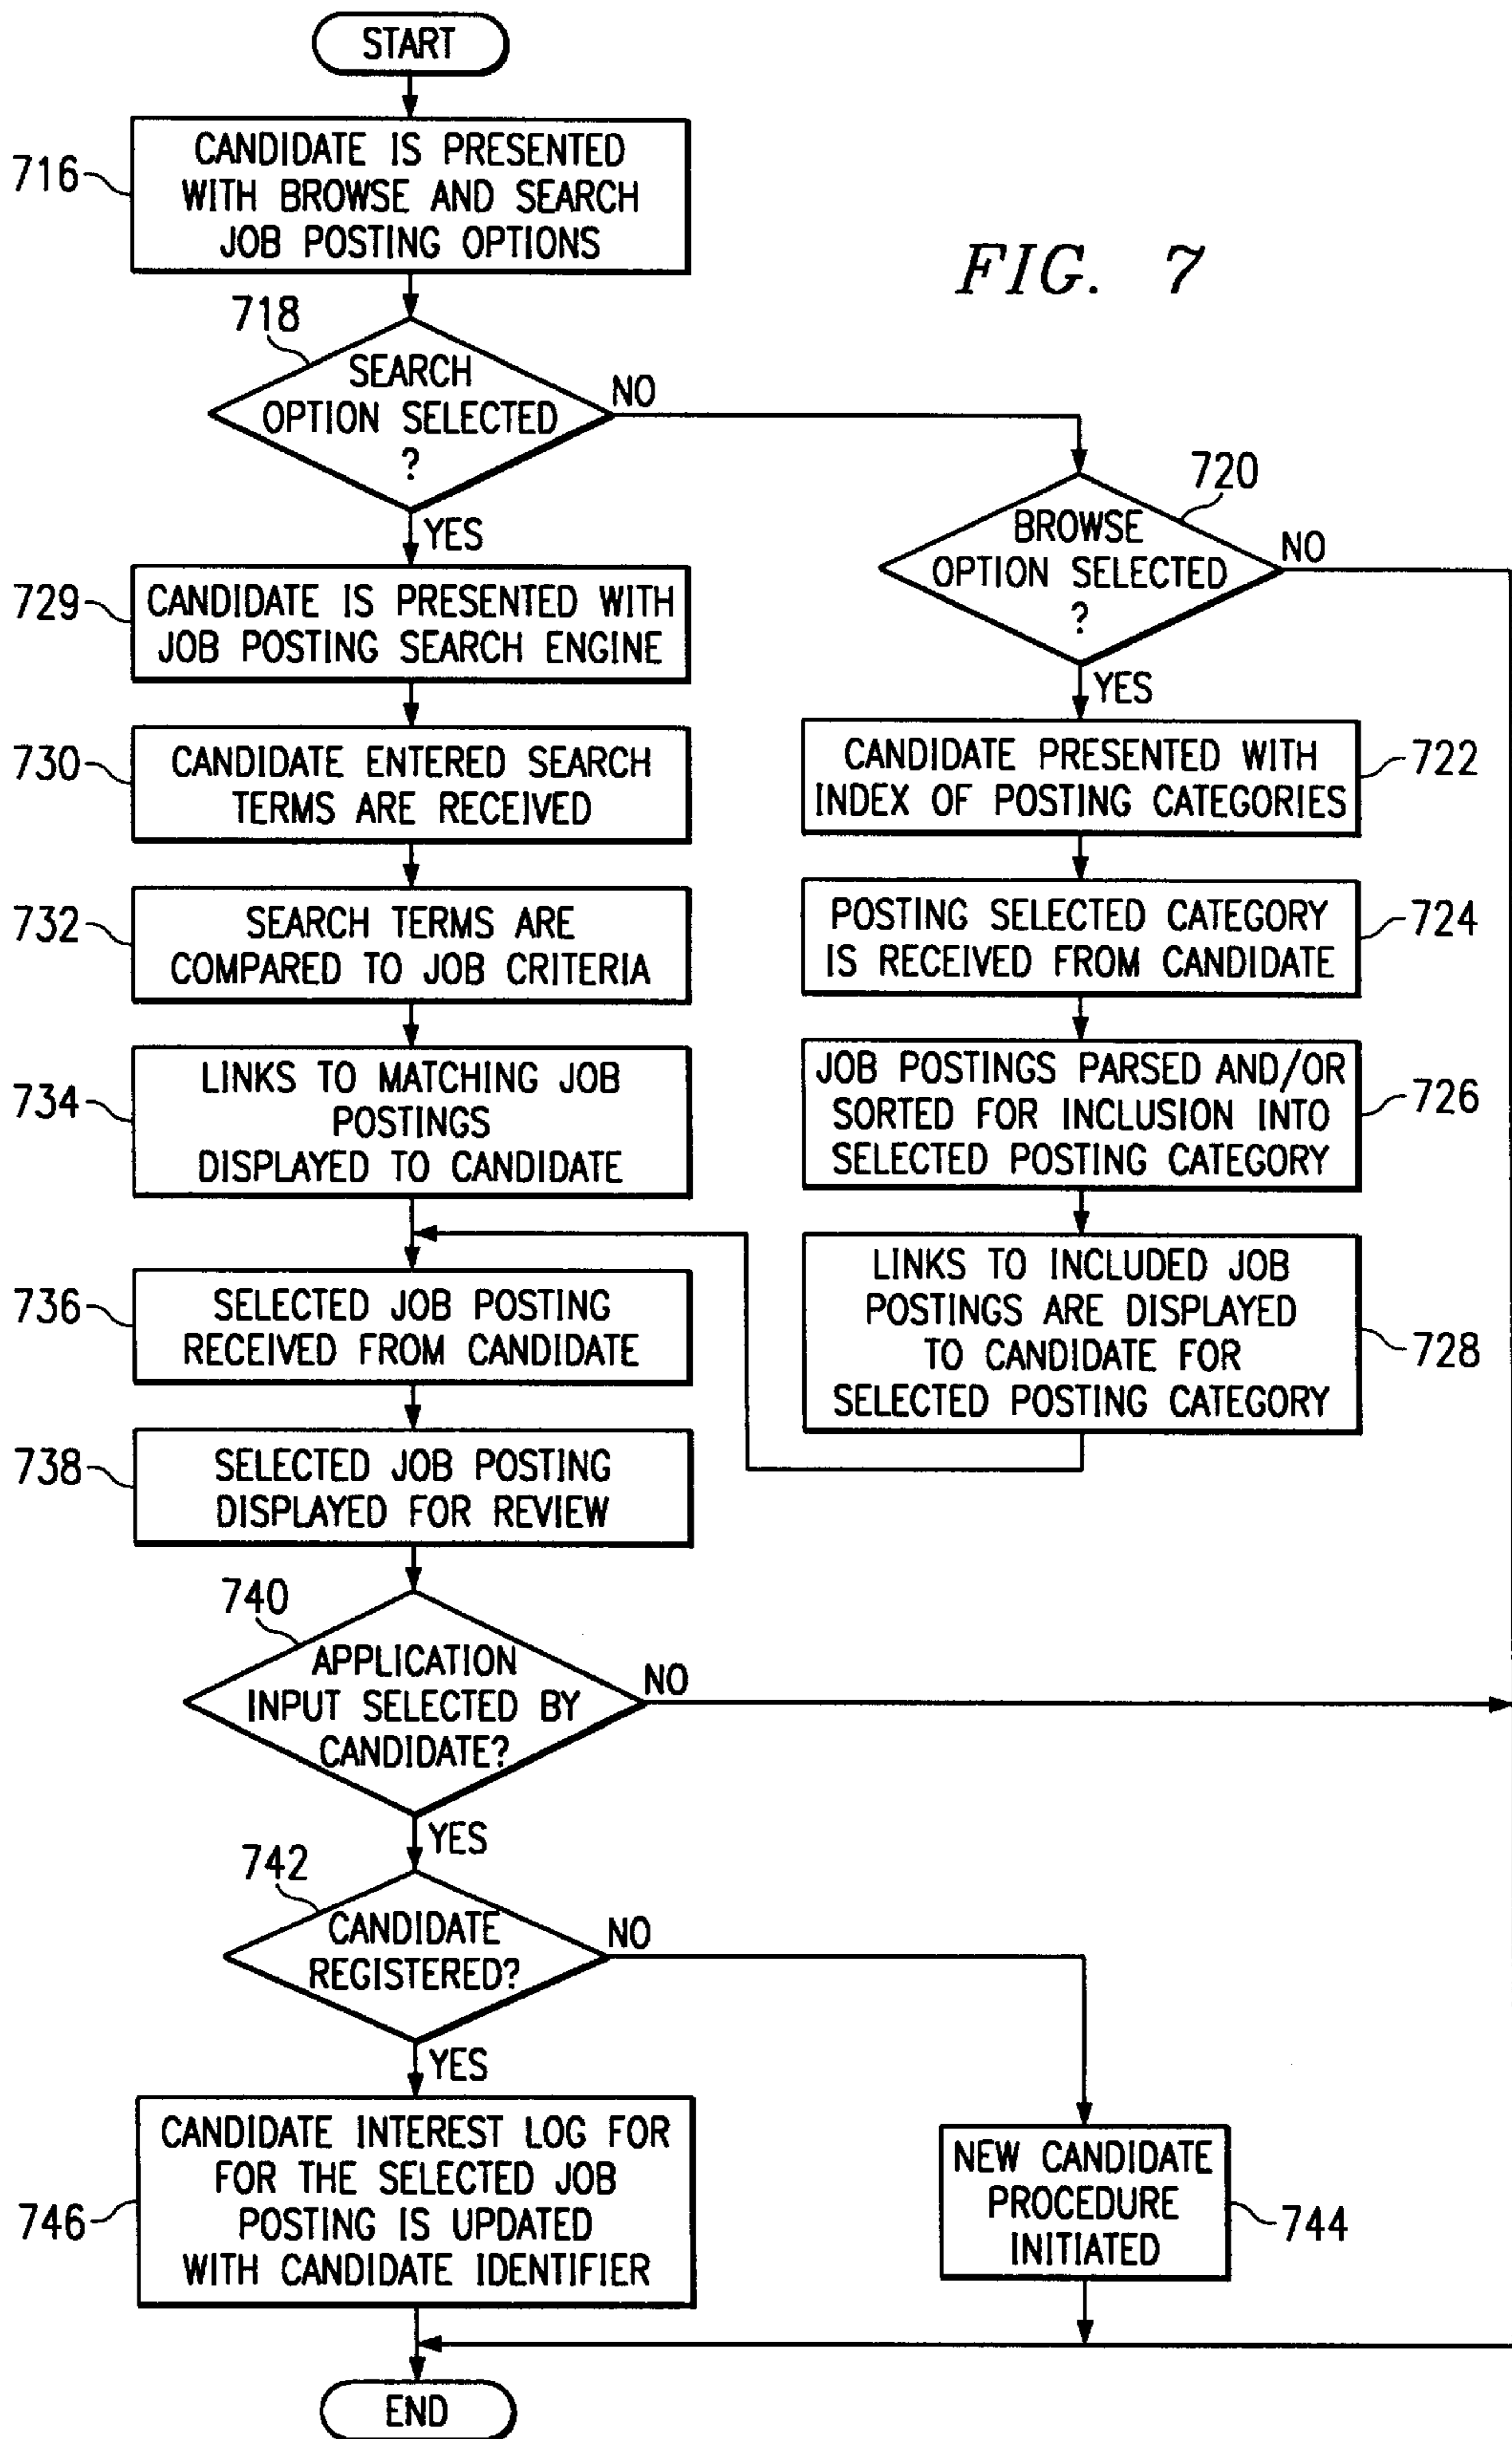 START
716
CANDIDATE IS PRESENTED
WITH BROWSE AND SEARCH
JOB POSTING OPTIONS
FIG. 7
718
SEARCH
OPTION SELECTED
?
NO
YES
720
BROWSE
OPTION SELECTED
?
NO
YES
729
CANDIDATE IS PRESENTED WITH
JOB POSTING SEARCH ENGINE
730
CANDIDATE ENTERED SEARCH
TERMS ARE RECEIVED
732
SEARCH TERMS ARE
COMPARED TO JOB CRITERIA
734
LINKS TO MATCHING JOB
POSTINGS
DISPLAYED TO CANDIDATE
CANDIDATE PRESENTED WITH
INDEX OF POSTING CATEGORIES
722
POSTING SELECTED CATEGORY
IS RECEIVED FROM CANDIDATE
724
JOB POSTINGS PARSED AND/OR
SORTED FOR INCLUSION INTO
SELECTED POSTING CATEGORY
726
LINKS TO INCLUDED JOB
POSTINGS ARE DISPLAYED
TO CANDIDATE FOR
SELECTED POSTING CATEGORY
728
736
SELECTED JOB POSTING
RECEIVED FROM CANDIDATE
738
SELECTED JOB POSTING
DISPLAYED FOR REVIEW
740
APPLICATION
INPUT SELECTED BY
CANDIDATE?
NO
YES
742
CANDIDATE
REGISTERED?
NO
YES
746
CANDIDATE INTEREST LOG FOR
FOR THE SELECTED JOB
POSTING IS UPDATED
WITH CANDIDATE IDENTIFIER
NEW CANDIDATE
PROCEDURE
INITIATED
744
END